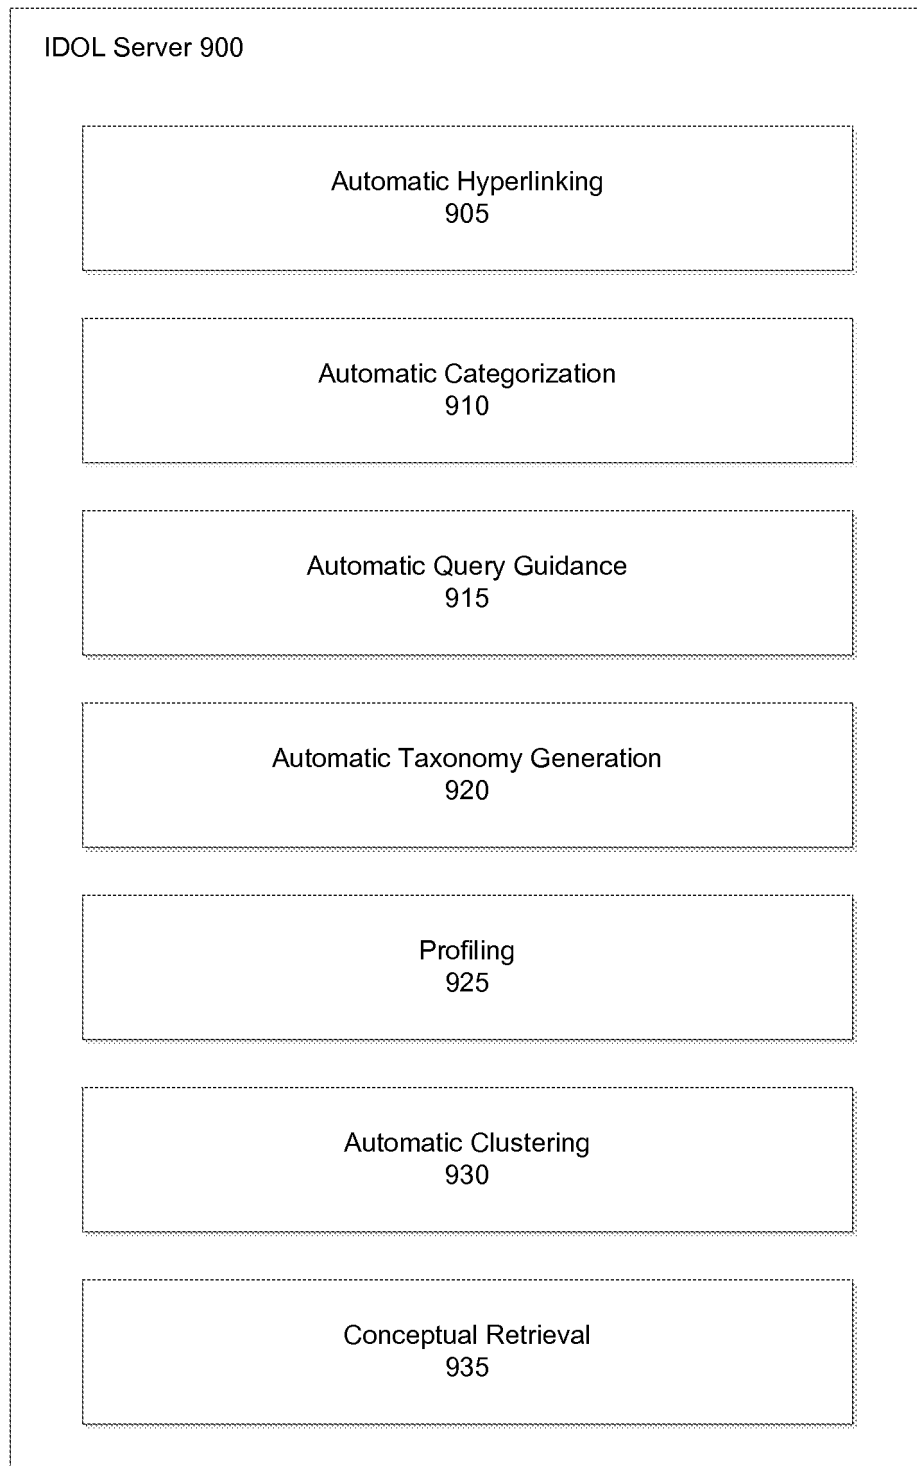 IDOL Server 900
Automatic Hyperlinking
905
Automatic Categorization
910
Automatic Query Guidance
915
Automatic Taxonomy Generation
920
Profiling
925
Automatic Clustering
930
Conceptual Retrieval
935